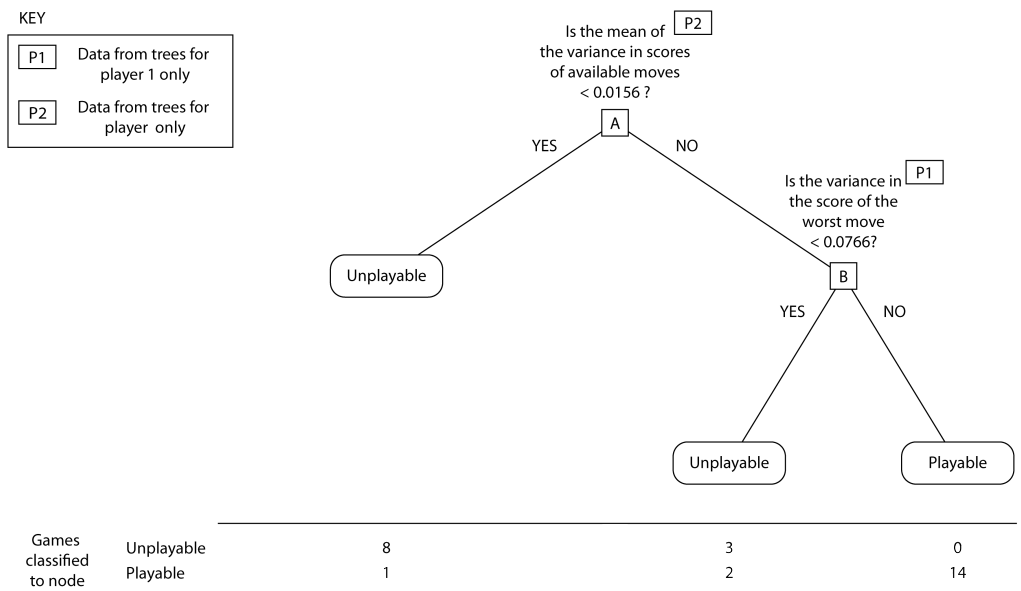 KEY
P1
Data from trees for
player 1 only
P2
Data from trees for
player only
Is the mean of
P2
the variance in scores
of available moves
< 0.0156 ?
A
YES
NO
Is the variance in
P1
the score of the
worst move
< 0.0766?
Unplayable
B
YES
NO
Unplayable
Playable
Games
classified
to node
Unplayable 8 3 0
Playable 1 2 14